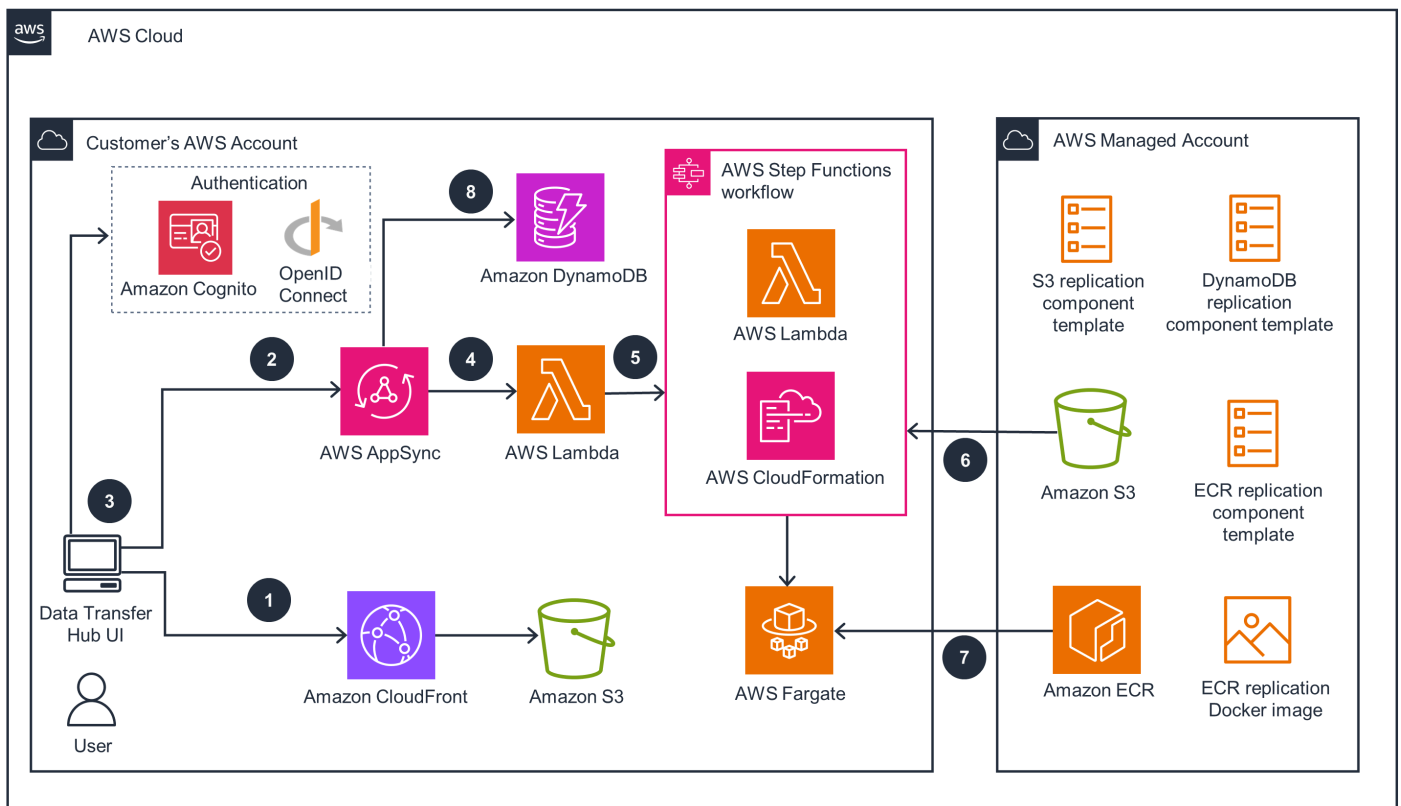 aws
AWS Cloud
Customer’s AWS Account
Authentication
Amazon Cognito
OpenID
Connect
8
Amazon DynamoDB
AWS Step Functions
workflow
AWS Lambda
AWS CloudFormation
2
AWS AppSync
4
AWS Lambda
5
3
Data Transfer
Hub UI
User
1
Amazon CloudFront
Amazon S3
AWS Fargate
AWS Managed Account
S3 replication
component
template
DynamoDB
replication
component template
6
Amazon S3
ECR replication
component
template
7
Amazon ECR
ECR replication
Docker image